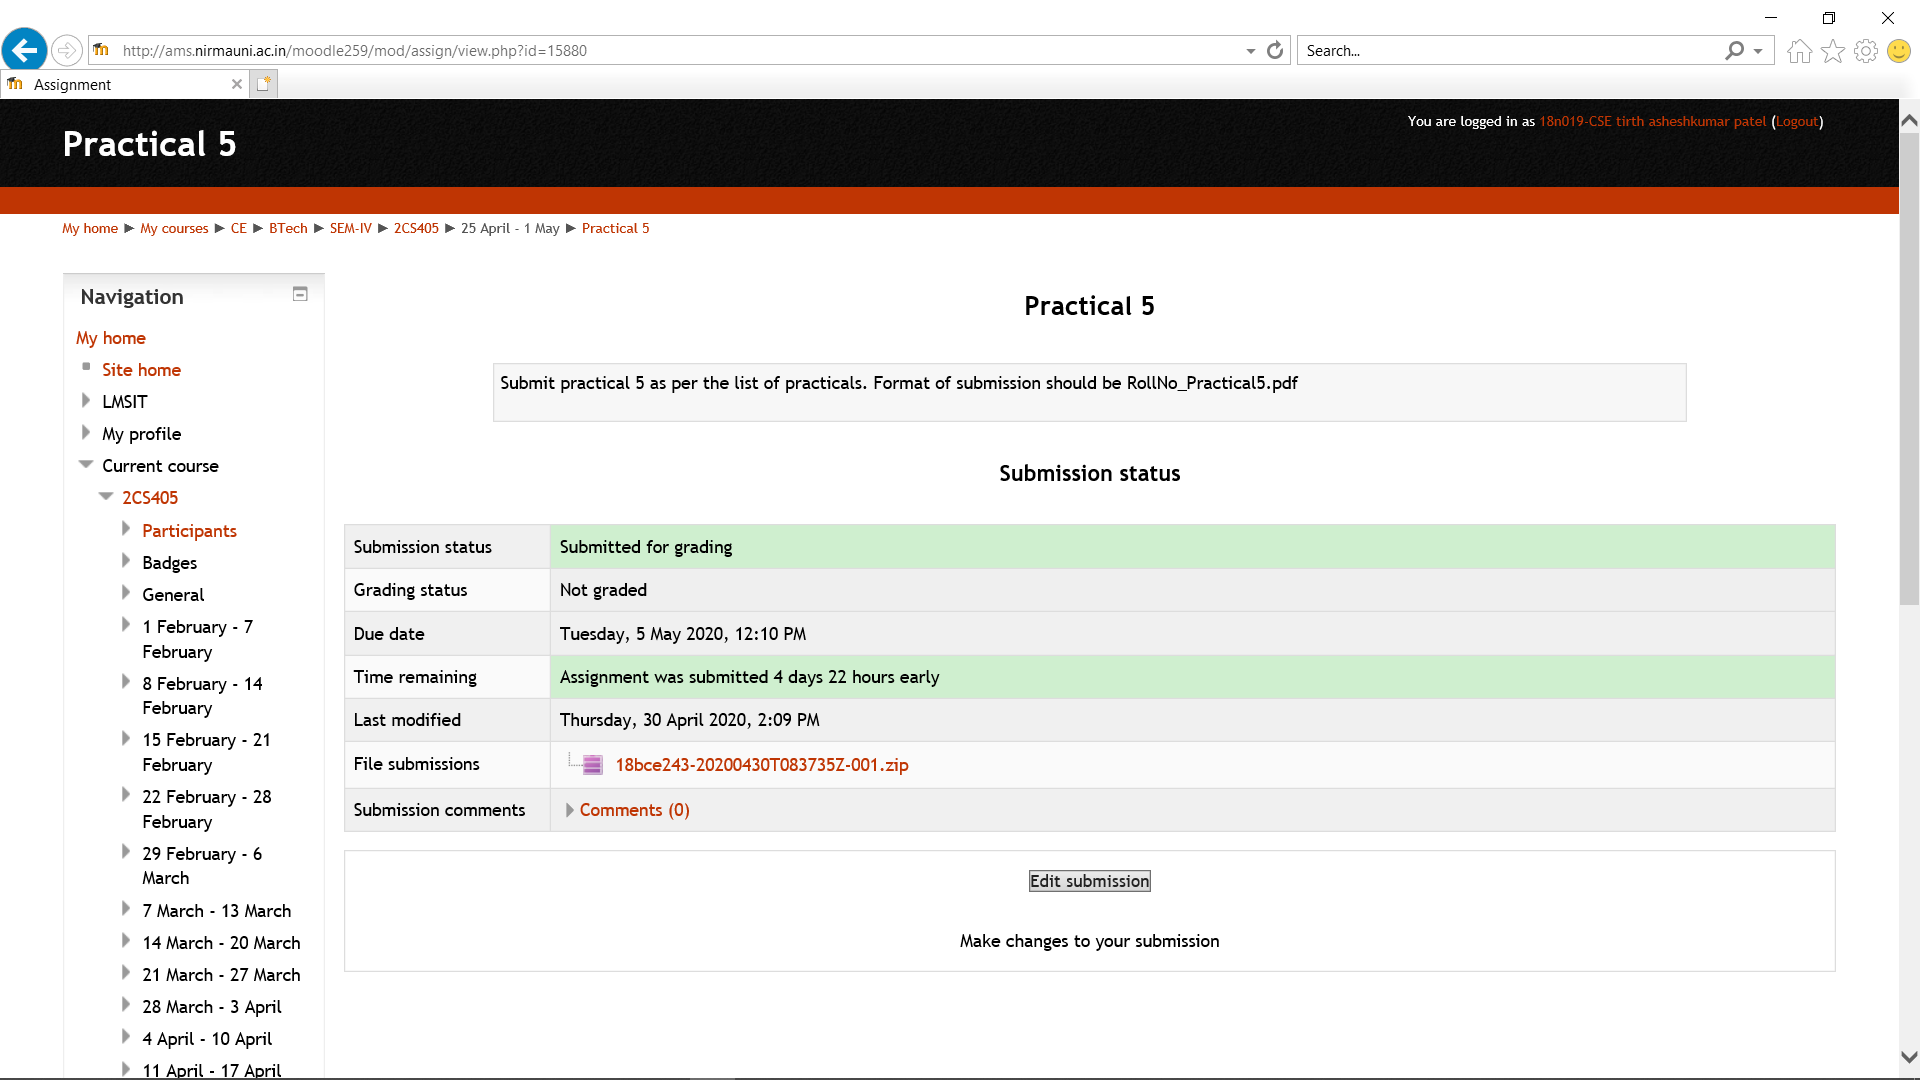 http://ams.nirmauni.ac.in/moodle259/mod/assign/view.php?id=15880
Search...
Assignment
Practical 5
You are logged in as 18n019-CSE tirth asheshkumar patel (Logout)
My home ► My courses ► CE ► BTech ► SEM-IV ► 2CS405 ► 25 April - 1 May ► Practical 5
Navigation
My home
Site home
LMSIT
My profile
Current course
2CS405
Participants
Badges
General
1 February - 7
February
8 February - 14
February
15 February - 21
February
22 February - 28
February
29 February - 6
March
7 March - 13 March
14 March - 20 March
21 March - 27 March
28 March - 3 April
4 April - 10 April
11 April - 17 April
Practical 5
Submit practical 5 as per the list of practicals. Format of submission should be RollNo_Practical5.pdf
Submission status
Submission status Submitted for grading
Grading status Not graded
Due date Tuesday, 5 May 2020, 12:10 PM
Time remaining Assignment was submitted 4 days 22 hours early
Last modified Thursday, 30 April 2020, 2:09 PM
File submissions 18bce243-20200430T083735Z-001.zip
Submission comments Comments (0)
Edit submission
Make changes to your submission